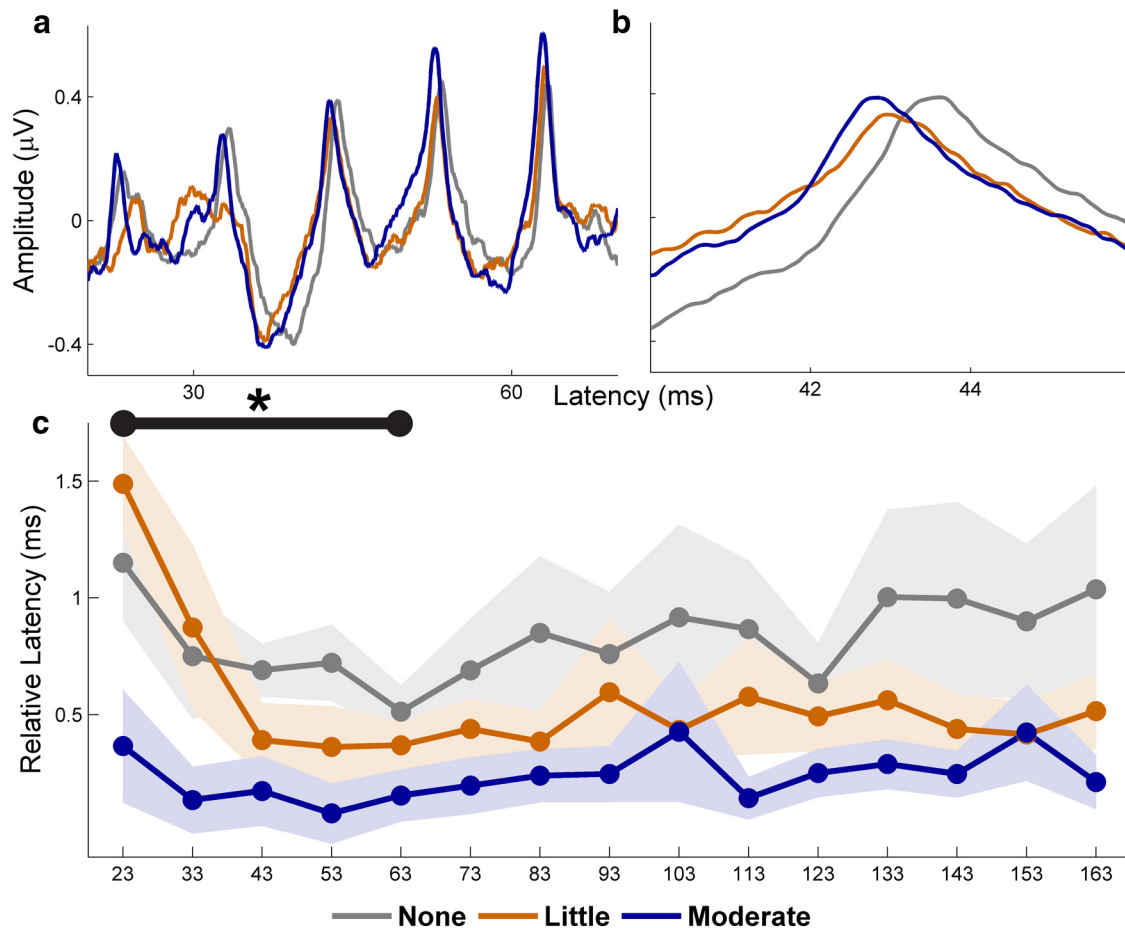 a
b
Amplitude (µV)
0.4
0
-0.4
30
60
Latency (ms)
42
44
*
c
Relative Latency (ms)
1.5
1
0.5
23 33 43 53 63 73 83 93 103 113 123 133 143 153 163
None Little Moderate